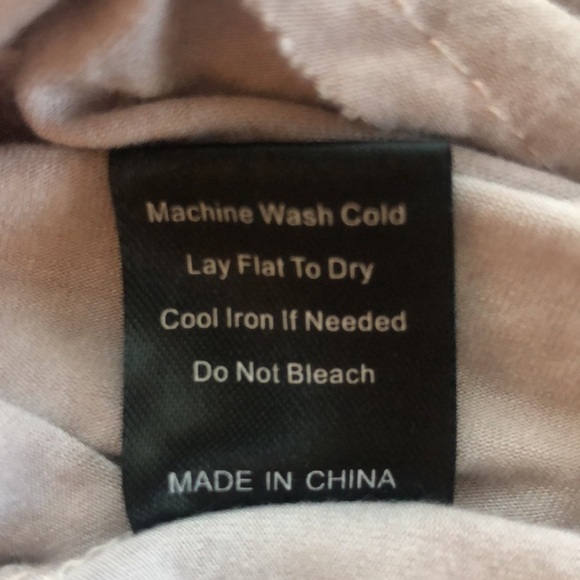 Machine Wash Cold
Lay Flat To Dry
Cool Iron If Needed
Do Not Bleach
MADE IN CHINA